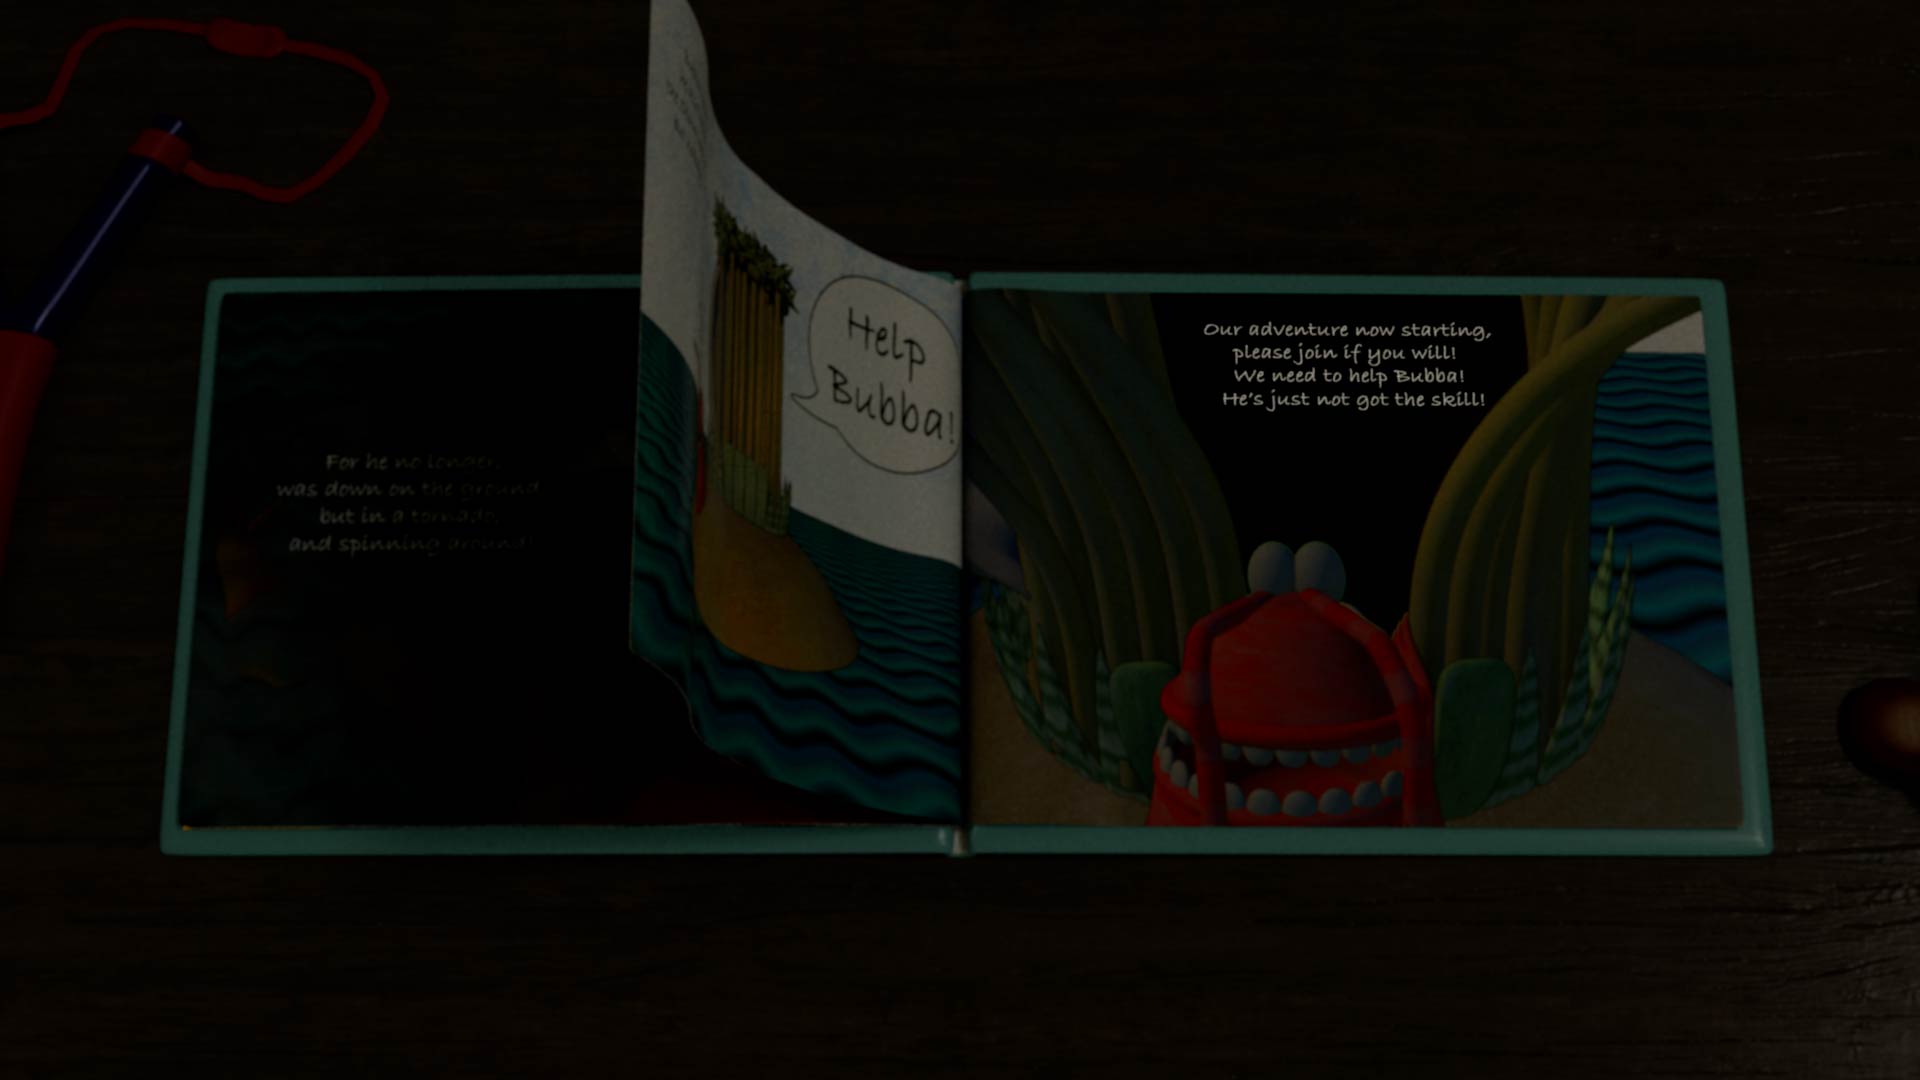 For he no longer,
was down on the ground
but in a tornado,
and spinning around!
Help
Bubba!
Our adventure now starting,
please join if you will!
We need to help Bubba!
He's just not got the skill!